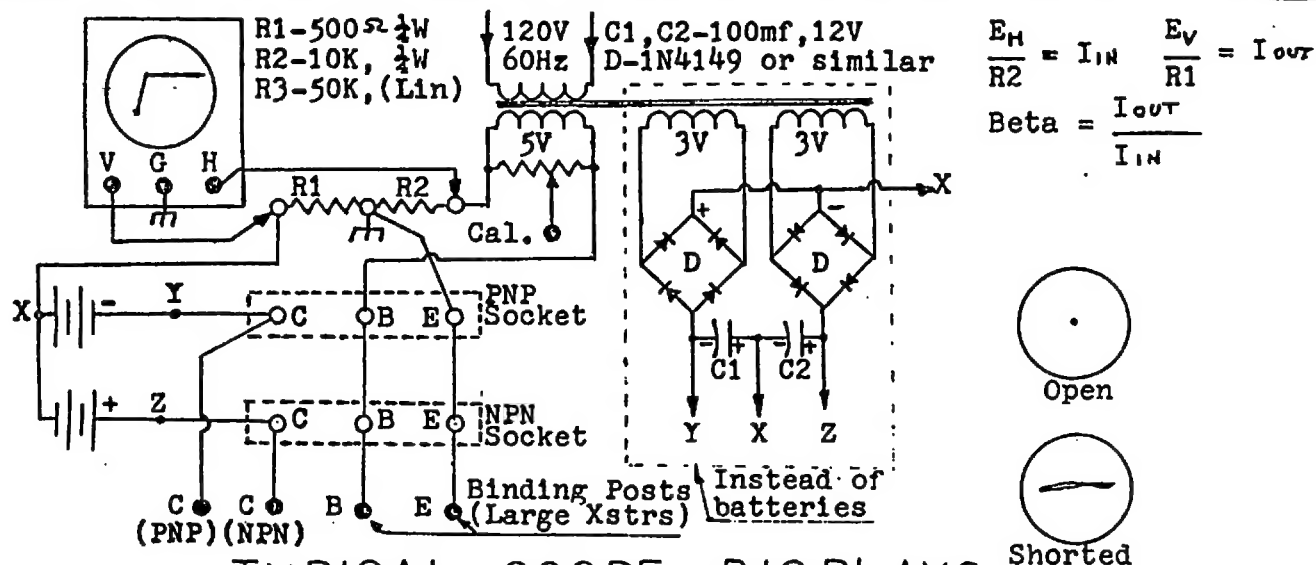 R1-500Ω ½W
R2-10K, ½W
R3-50K, (Lin)
120V
60Hz
C1, C2-100mf, 12V
D-1N4149 or similar
E_H / R2 = I_IN
E_V / R1 = I_OUT
Beta = I_OUT / I_IN
V G H
5V
3V
3V
R1
R2
X
+
-
Cal.
D
D
X
-
Y
C
B
E
PNP
Socket
- +
- +
C1
C2
Open
+
Z
C
B
E
NPN
Socket
Y
X
Z
C
(PNP)
C
(NPN)
B
E
Binding Posts
(Large Xstrs)
Instead of
batteries
Shorted